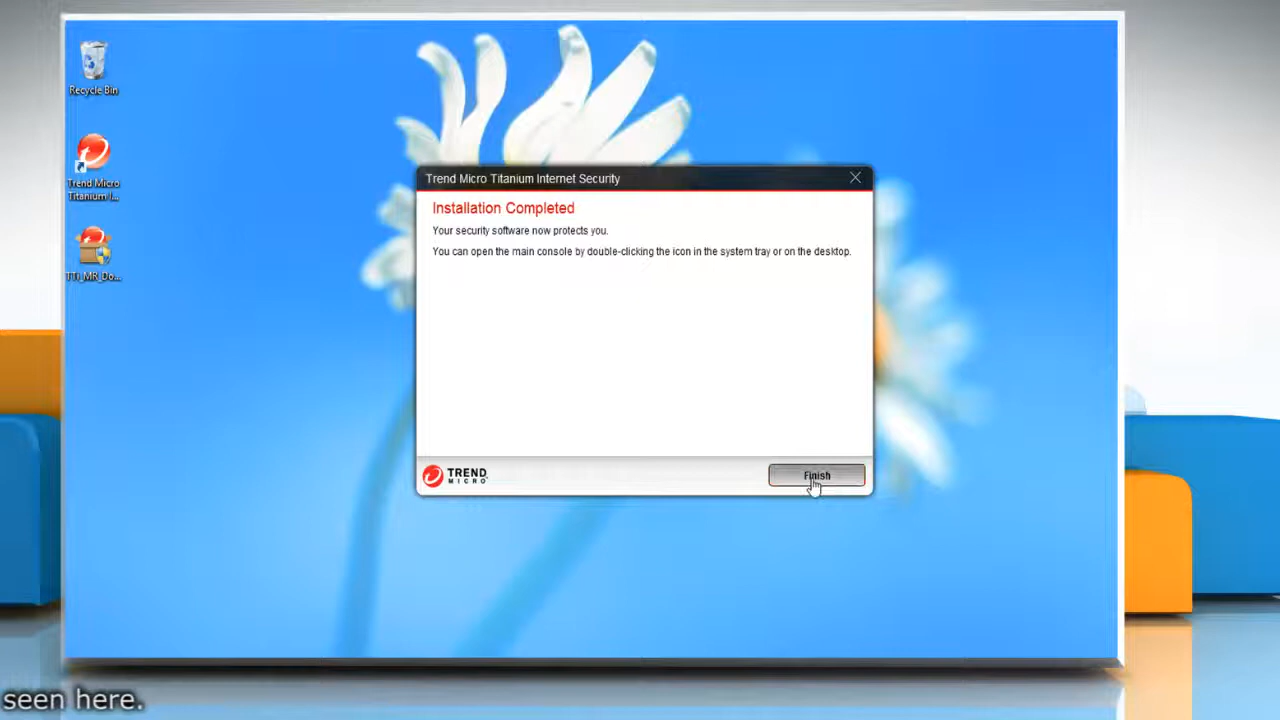 Recycle Bin
Trend Micro
Titanium I...
TTi_MR_Do...
Trend Micro Titanium Internet Security
Installation Completed
Your security software now protects you.
You can open the main console by double-clicking the icon in the system tray or on the desktop.
TREND
MICRO
Finish
seen here.